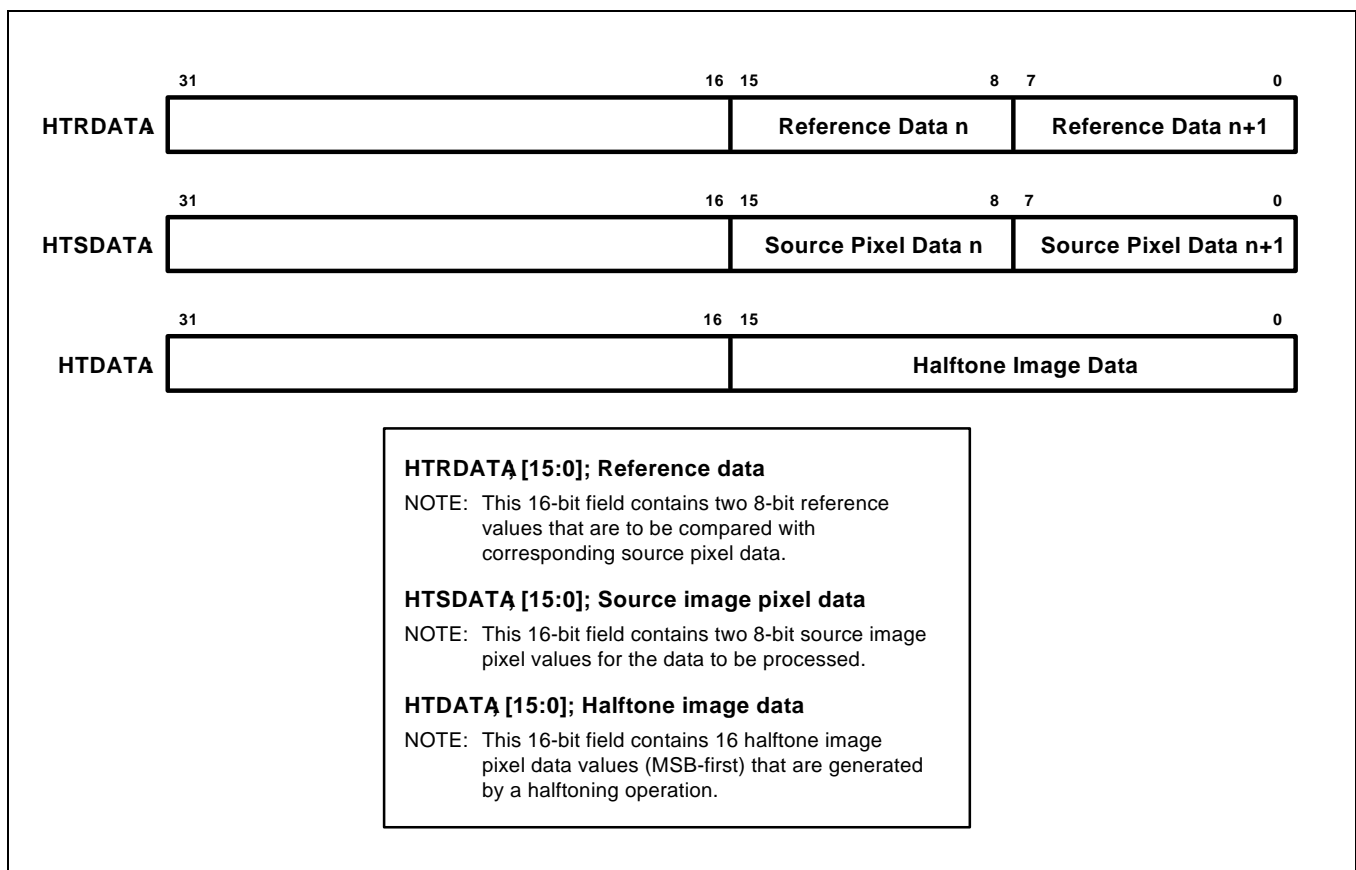 31 16 15 8 7 0
HTRDATA Reference Data n Reference Data n+1
31 16 15 8 7 0
HTSDATA Source Pixel Data n Source Pixel Data n+1
31 16 15 0
HTDATA Halftone Image Data
HTRDATA, [15:0]; Reference data
NOTE: This 16-bit field contains two 8-bit reference
values that are to be compared with
corresponding source pixel data.
HTSDATA, [15:0]; Source image pixel data
NOTE: This 16-bit field contains two 8-bit source image
pixel values for the data to be processed.
HTDATA, [15:0]; Halftone image data
NOTE: This 16-bit field contains 16 halftone image
pixel data values (MSB-first) that are generated
by a halftoning operation.